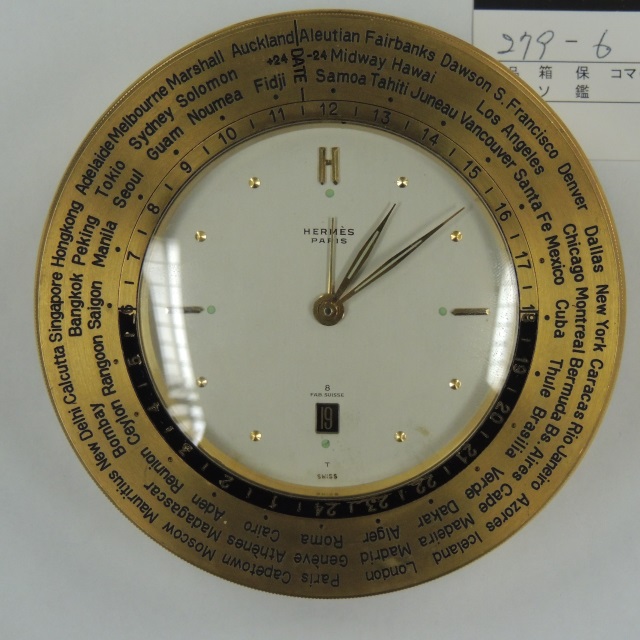 279-6
箱 保 コマ
ソ 鑑
Aleutian Fairbanks Dawson S. Francisco Denver Dallas New York Caracas Rio Janeiro Azores Iceland London Paris Capetown Moscow Mauritius New Delhi Calcutta Singapore Hongkong Adelaide Melbourne Marshall Auckland
-24 Midway Hawai Los Angeles Chicago Montreal Bermuda Bs. Aires Cape Madeira Madrid Genève Athènes Madagascar Bombay Rangoon Bangkok Peking Tokio Sydney Solomon +24
DATE
Samoa Tahiti Juneau Vancouver Santa Fe Mexico Cuba Thule Brasilia Verde Dakar Alger Roma Cairo Aden Reunion Ceylon Saigon Manila Seoul Guam Noumea Fidji
12 13 14 15 16 17 18 19 20 21 22 23 24 1 2 3 4 5 6 7 8 9 10 11
H
HERMÈS
PARIS
8
FAB. SUISSE
19
T
SWISS